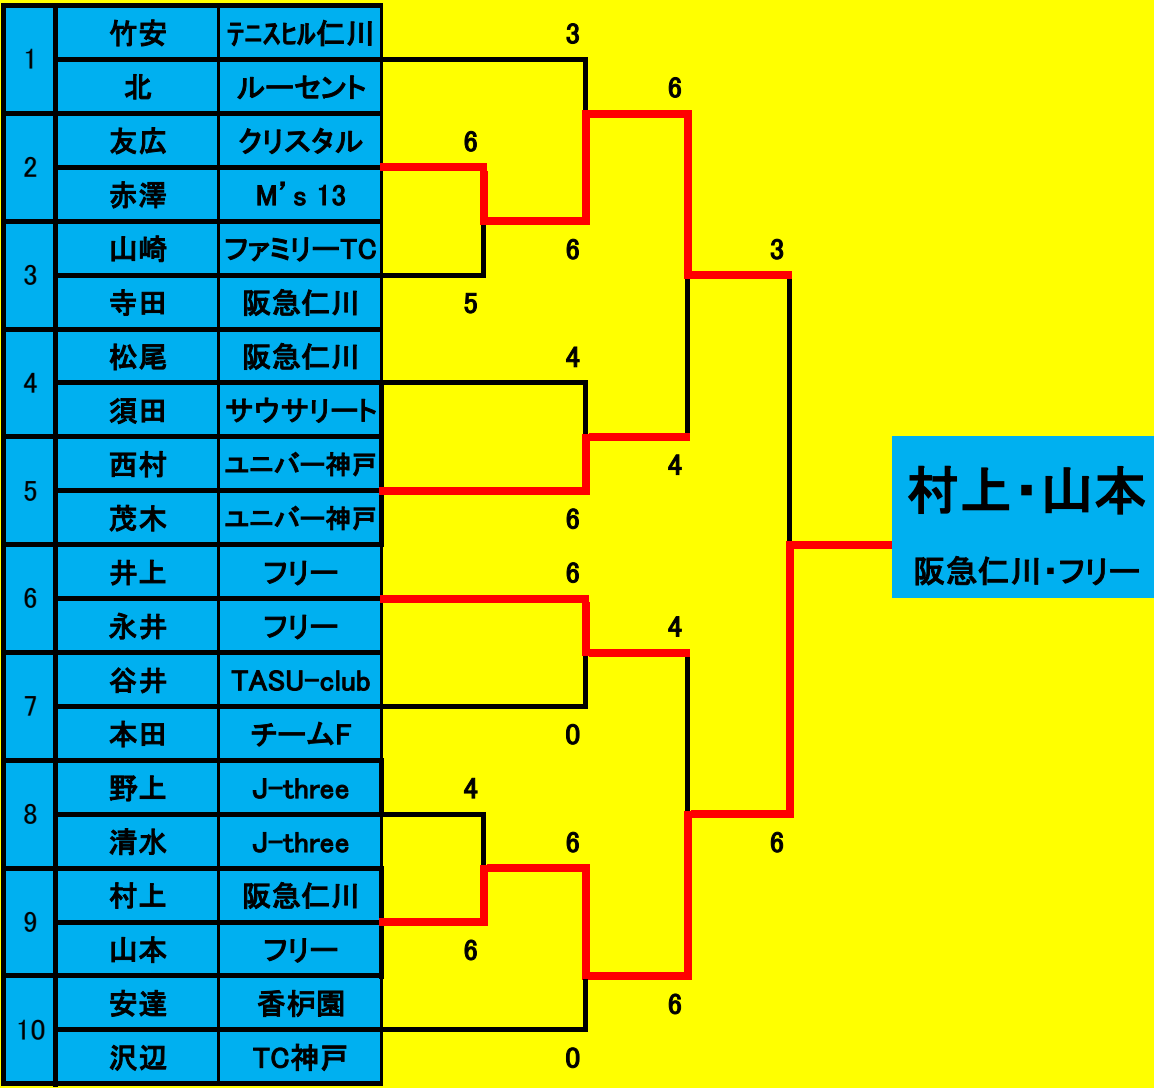 竹安 テニスヒル仁川 3
1
北 ルーセント 6
友広 クリスタル 6
2
赤澤 M's 13
山崎 ファミリーTC 6 3
3
寺田 阪急仁川 5
松尾 阪急仁川 4
4
須田 サウサリート
西村 ユニバー神戸 4
5 村上・山本
茂木 ユニバー神戸 6
井上 フリー 6 阪急仁川・フリー
6
永井 フリー 4
谷井 TASU-club
7
本田 チームF 0
野上 J-three 4
8
清水 J-three 6 6
村上 阪急仁川
9
山本 フリー 6
安達 香枦園 6
10
沢辺 TC神戸 0